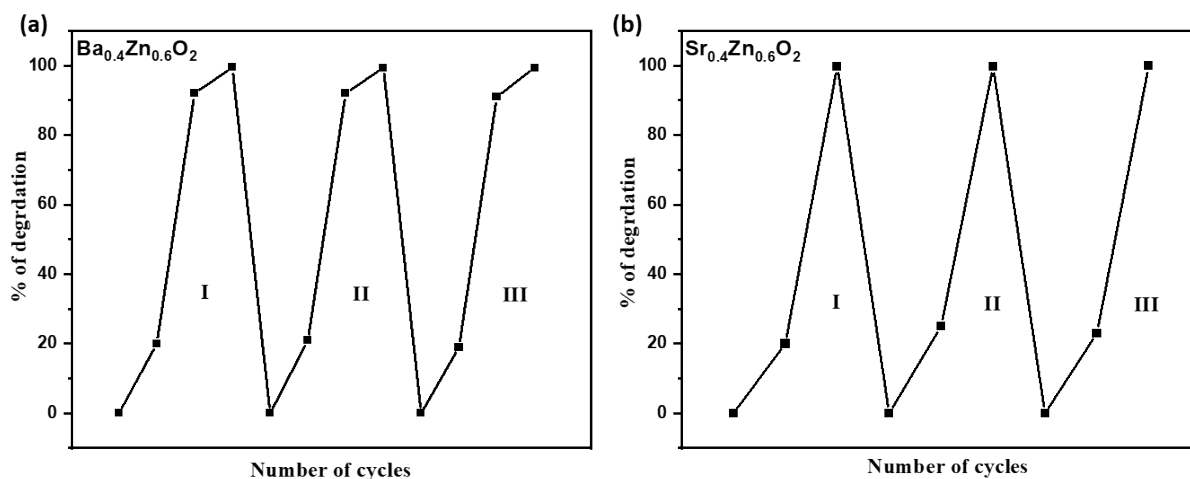 (a)
Ba0.4Zn0.6O2
100
80
60
40
20
0
% of degrdation
I
II
III
Number of cycles
(b)
Sr0.4Zn0.6O2
100
80
60
40
20
0
% of degrdation
I
II
III
Number of cycles